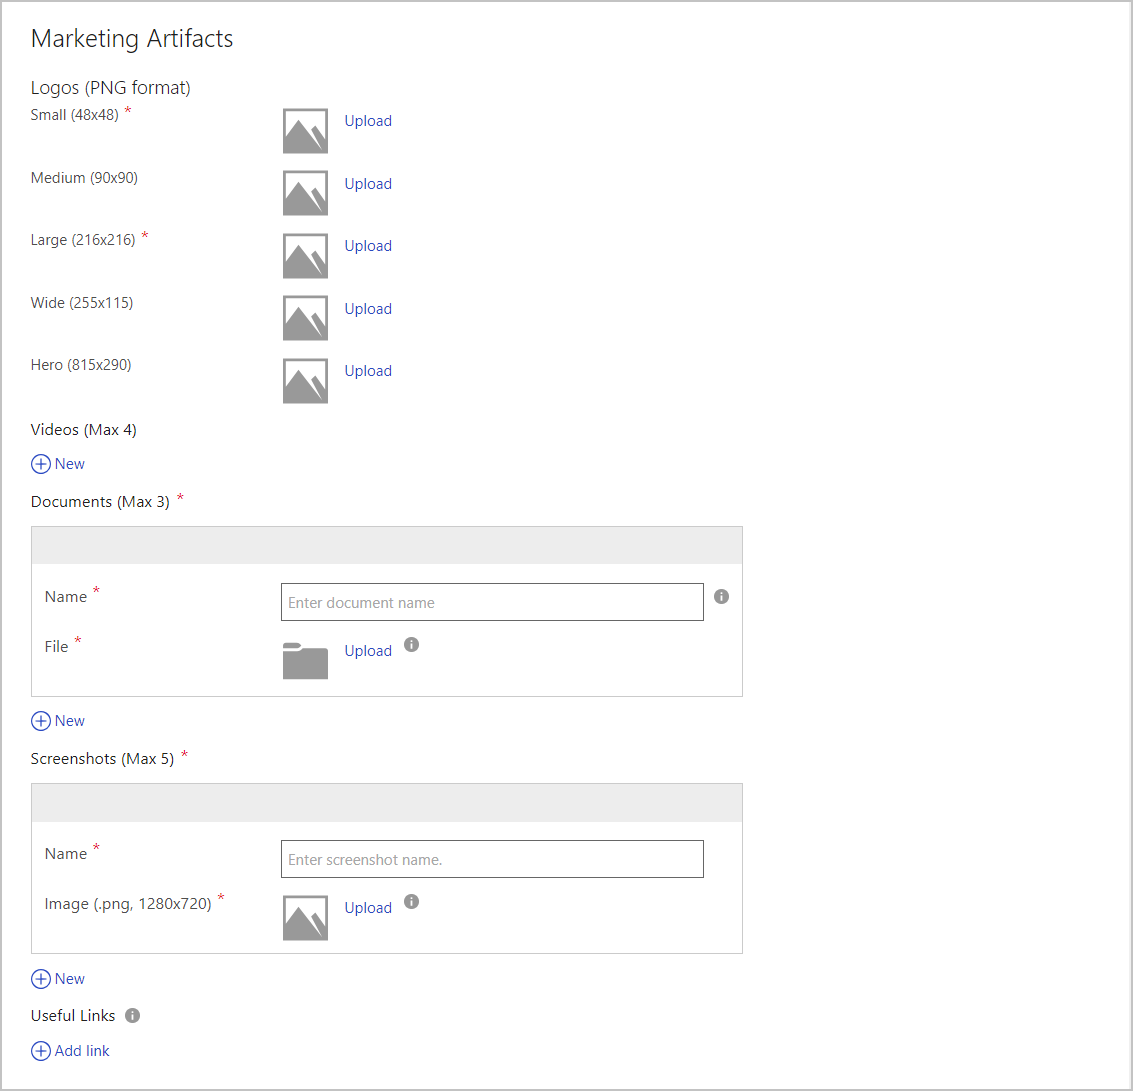 Marketing Artifacts
Logos (PNG format)
Small (48x48) *
Upload
Medium (90x90)
Upload
Large (216x216) *
Upload
Wide (255x115)
Upload
Hero (815x290)
Upload
Videos (Max 4)
New
Documents (Max 3) *
Name *
Enter document name
File *
Upload
New
Screenshots (Max 5) *
Name *
Enter screenshot name.
Image (.png, 1280x720) *
Upload
New
Useful Links
Add link